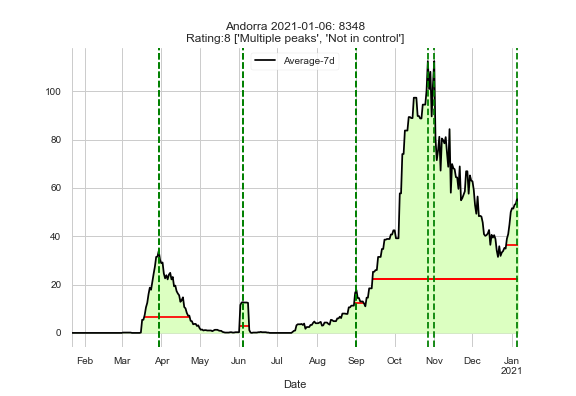 Andorra 2021-01-06: 8348
Rating:8 ['Multiple peaks', 'Not in control']
Average-7d
100
80
60
40
20
0
Feb Mar Apr May Jun Jul Aug Sep Oct Nov Dec Jan
2021
Date